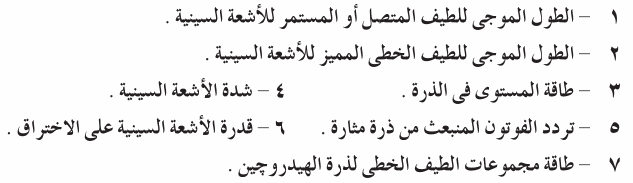 ١ – الطول الموجى للطيف المتصل أو المستمر للأشعة السينية .
٢ – الطول الموجى للطيف الخطى المميز للأشعة السينية .
٣ – طاقة المستوى فى الذرة . ٤ – شدة الأشعة السينية .
٥ – تردد الفوتون المنبعث من ذرة مثارة . ٦ – قدرة الأشعة السينية على الاختراق .
٧ – طاقة مجموعات الطيف الخطى لذرة الهيدروچين .